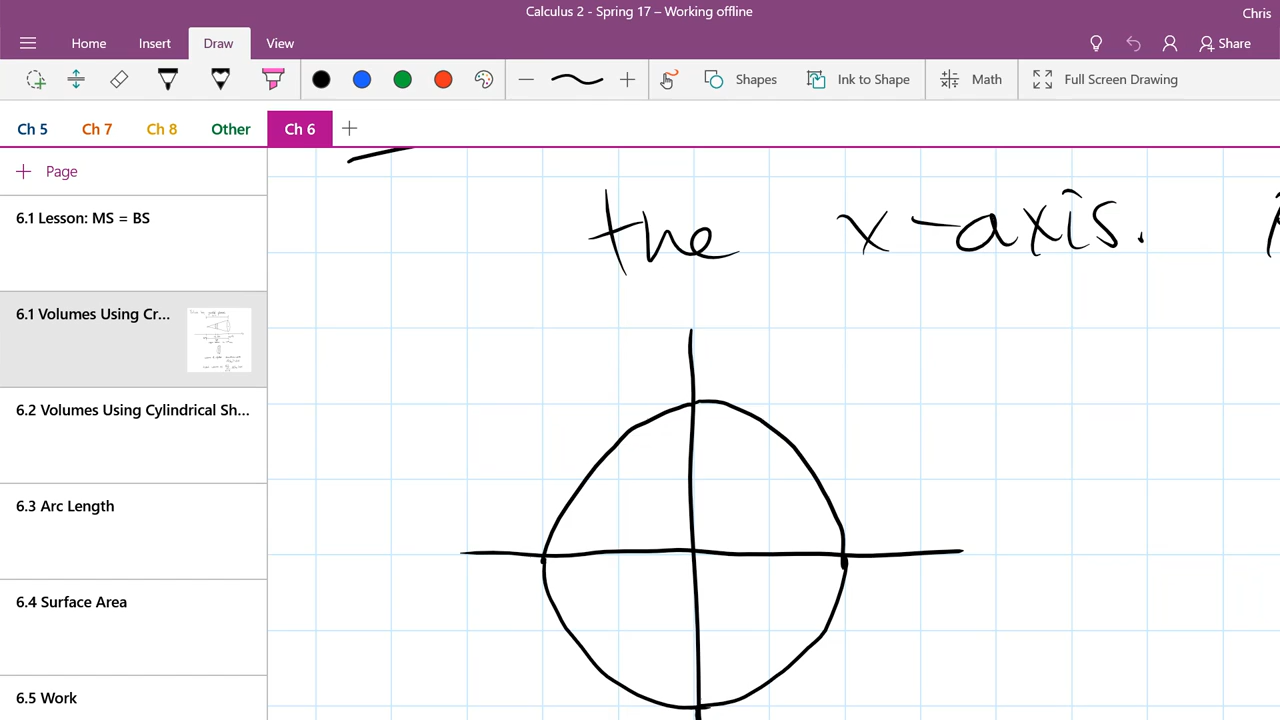 Calculus 2 - Spring 17 – Working offline
Chris
Home Insert Draw View
Share
Shapes Ink to Shape Math Full Screen Drawing
Ch 5 Ch 7 Ch 8 Other Ch 6
Page
6.1 Lesson: MS = BS
6.1 Volumes Using Cr...
6.2 Volumes Using Cylindrical Sh...
6.3 Arc Length
6.4 Surface Area
6.5 Work
the x-axis.